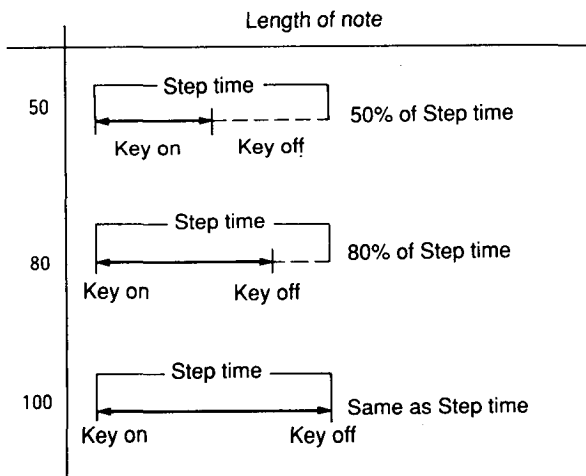 Length of note
Step time
50
50% of Step time
Key on Key off
Step time
80
80% of Step time
Key on Key off
Step time
100
Same as Step time
Key on Key off